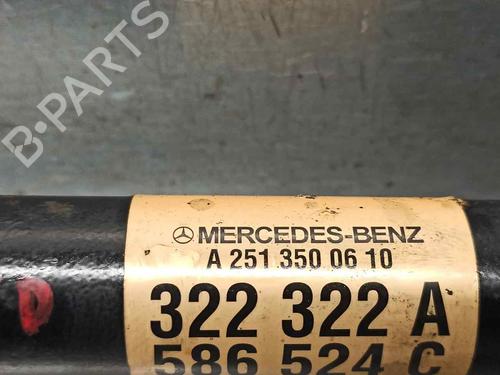 B-PARTS
MERCEDES-BENZ
A 251 350 06 10
D
322 322 A
586 524 C